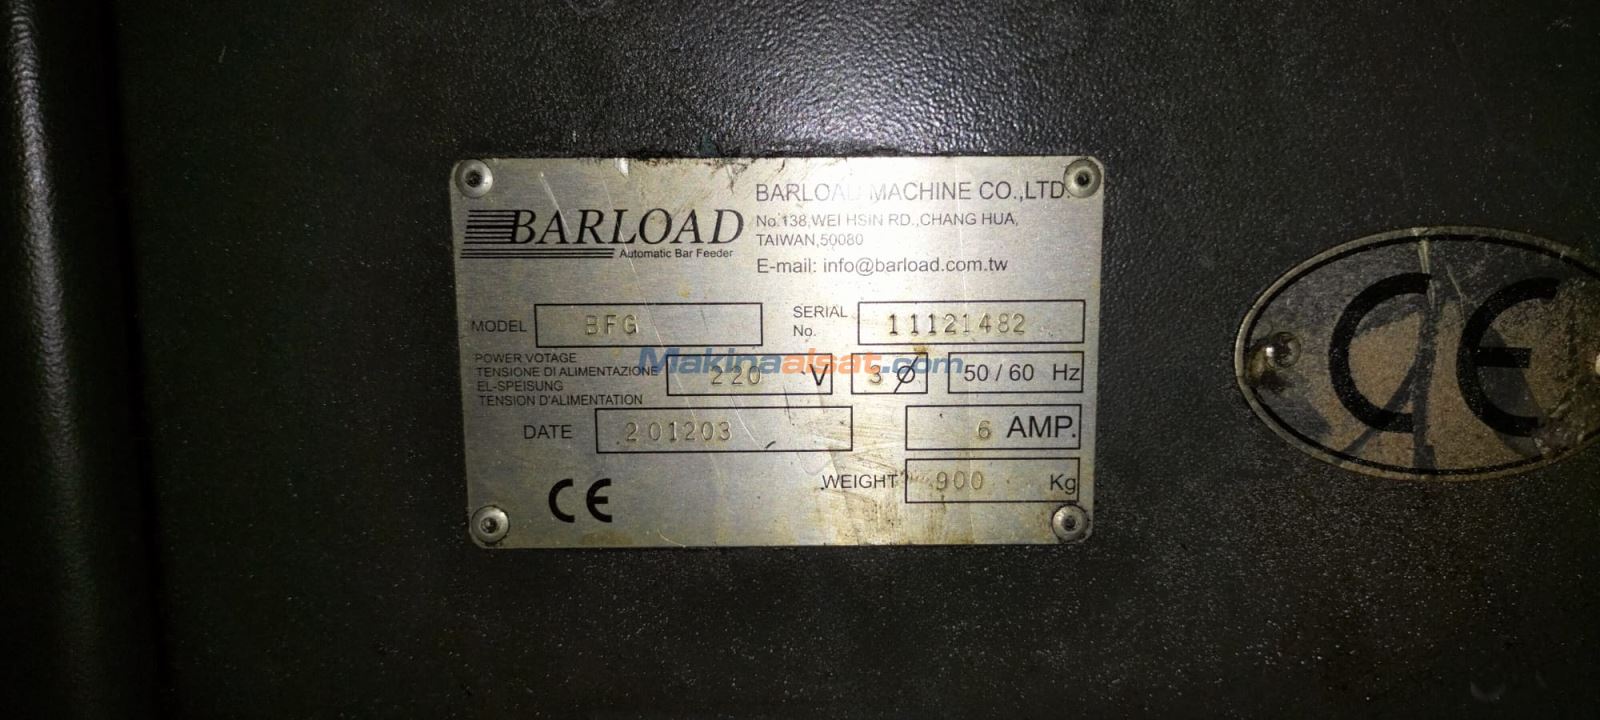 BARLOAD
Automatic Bar Feeder
BARLOAD MACHINE CO.,LTD.
No.138,WEI HSIN RD.,CHANG HUA,
TAIWAN,50080
E-mail: info@barload.com.tw
MODEL BFG
SERIAL No. 11121482
POWER VOTAGE
TENSIONE DI ALIMENTAZIONE
EL-SPEISUNG
TENSION D'ALIMENTATION
220 V 3 Ø 50 / 60 Hz
Makinaalsat.com
DATE 201203
6 AMP.
WEIGHT 900 Kg
CE
CE